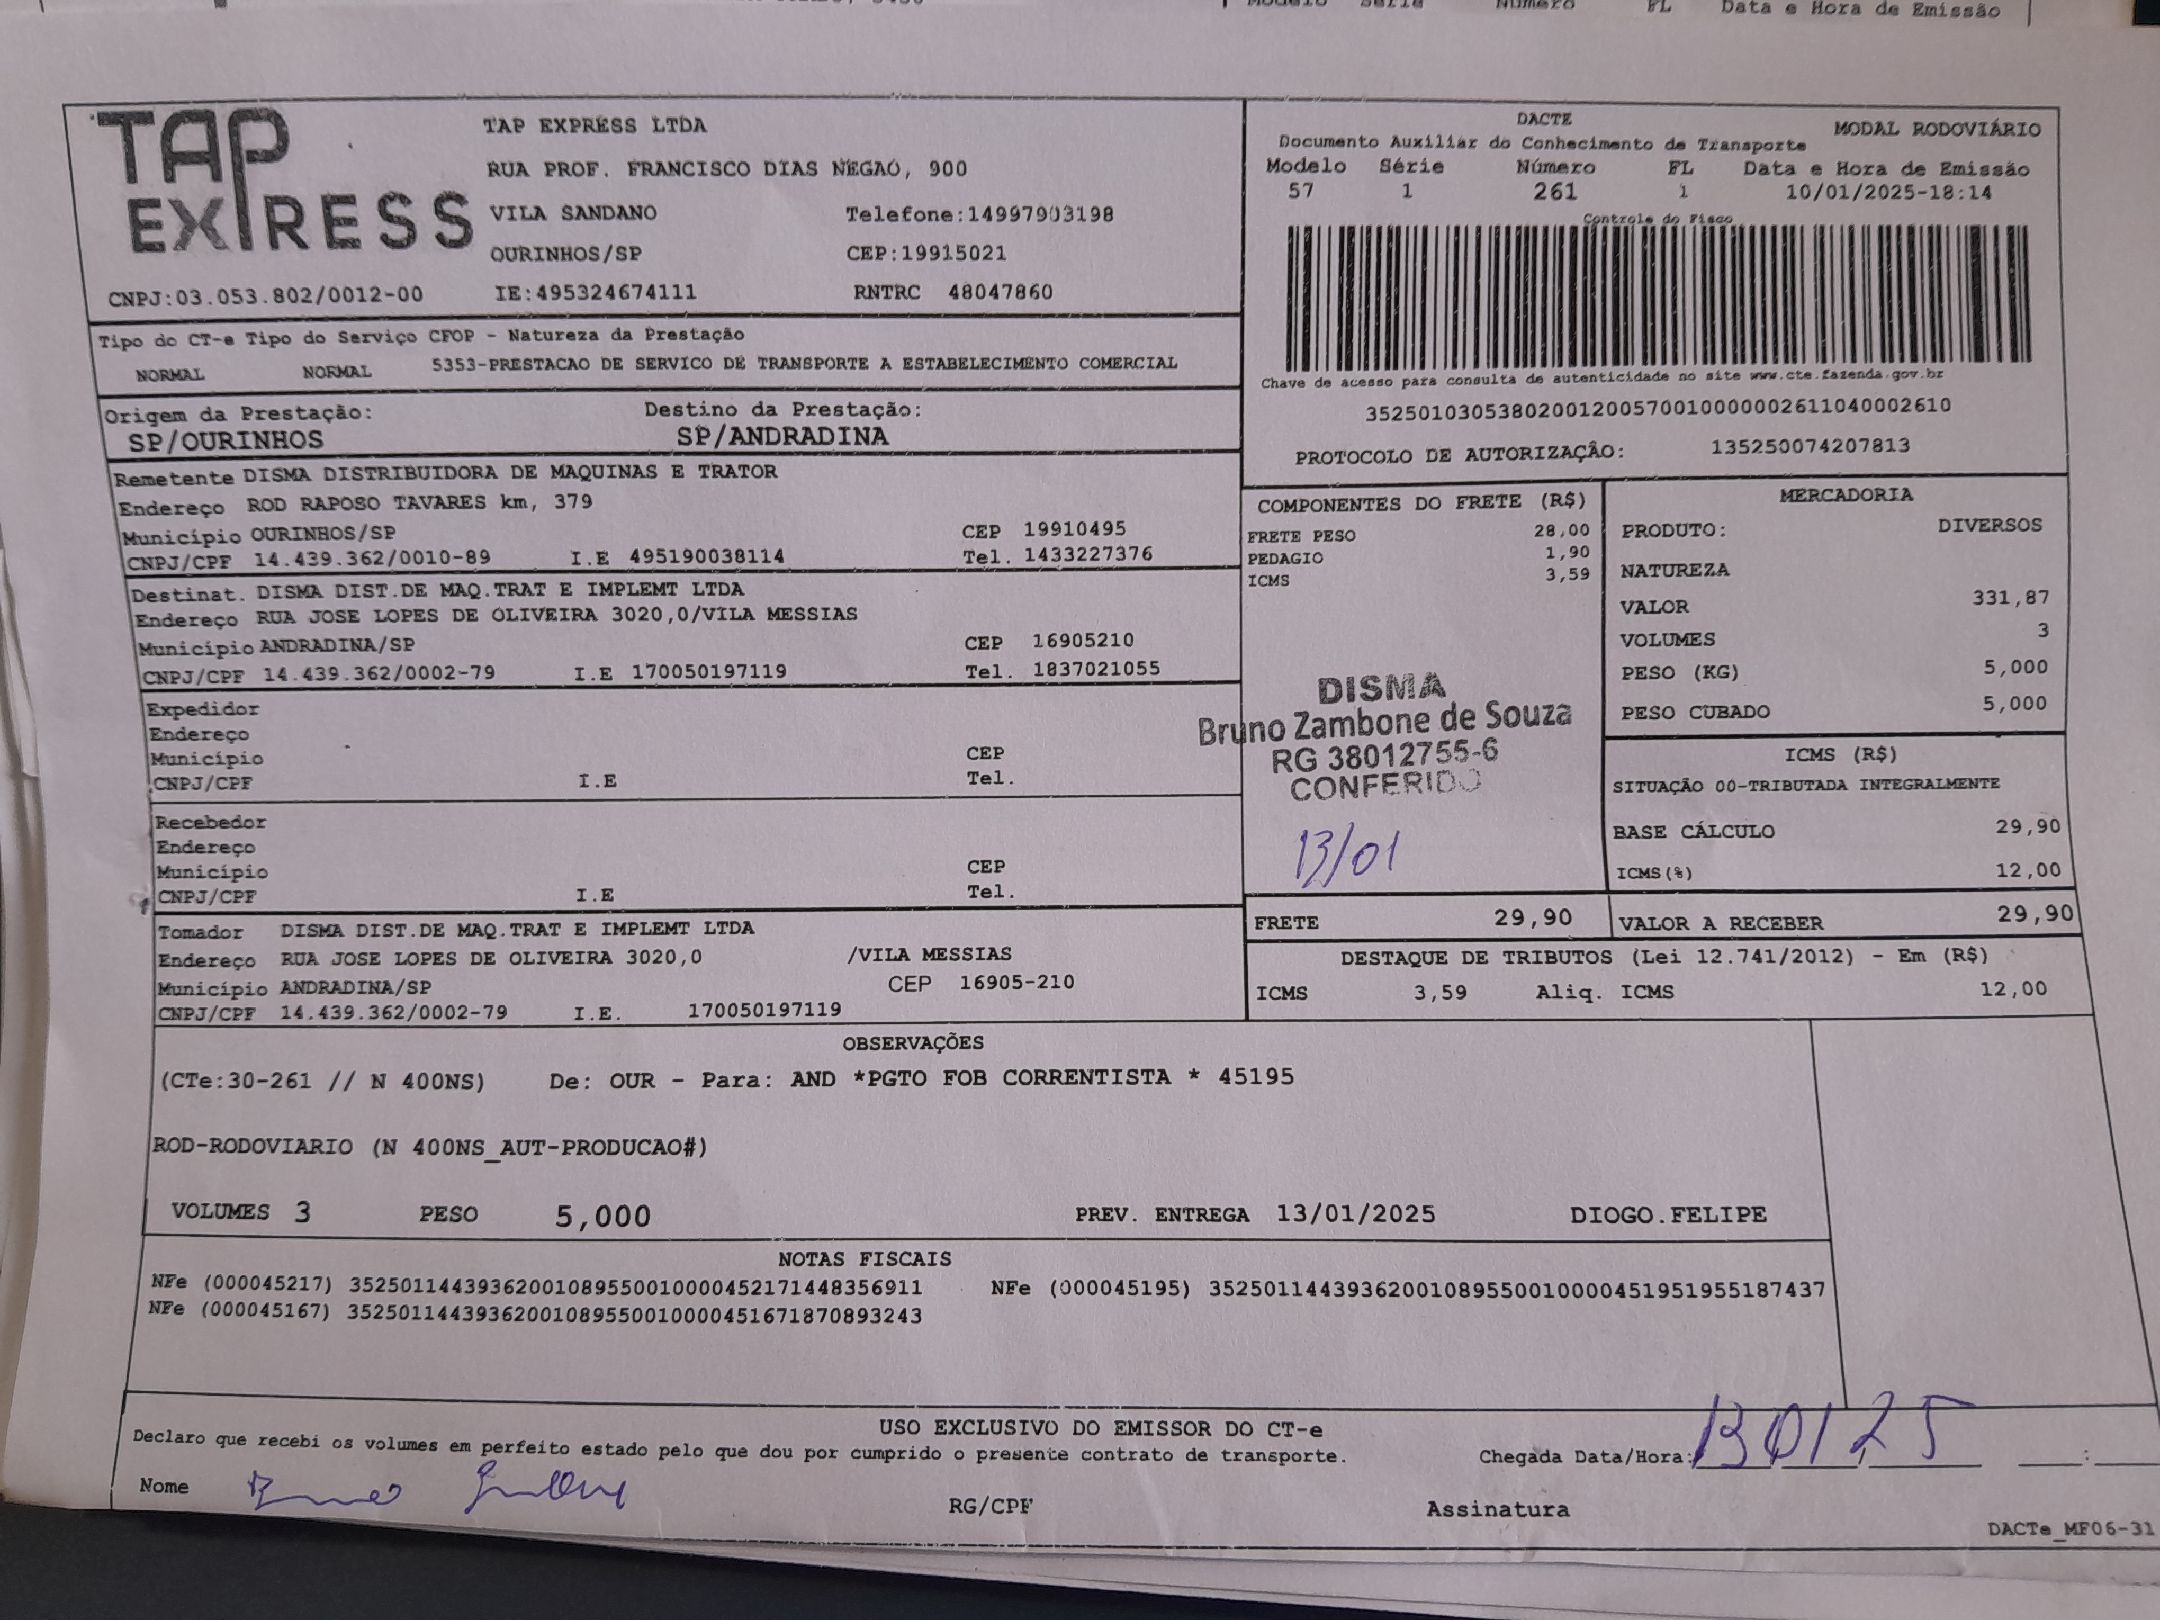 Modelo Série Número FL Data e Hora de Emissão
TAP EXPRESS
TAP EXPRESS LTDA
RUA PROF. FRANCISCO DIAS NEGAO, 900
VILA SANDANO Telefone:14997903198
OURINHOS/SP CEP:19915021
CNPJ:03.053.802/0012-00 IE:495324674111 RNTRC 48047860
DACTE
MODAL RODOVIÁRIO
Documento Auxiliar do Conhecimento de Transporte
Modelo Série Número FL Data e Hora de Emissão
57 1 261 1 10/01/2025-18:14
Controle do Fisco
Chave de acesso para consulta de autenticidade no site www.cte.fazenda.gov.br
35250103053802001200570010000002611040002610
PROTOCOLO DE AUTORIZAÇÃO: 135250074207813
Tipo do CT-e Tipo do Serviço CFOP - Natureza da Prestação
NORMAL NORMAL 5353-PRESTACAO DE SERVICO DE TRANSPORTE A ESTABELECIMENTO COMERCIAL
Origem da Prestação: Destino da Prestação:
SP/OURINHOS SP/ANDRADINA
Remetente DISMA DISTRIBUIDORA DE MAQUINAS E TRATOR
Endereço ROD RAPOSO TAVARES km, 379
Município OURINHOS/SP CEP 19910495
CNPJ/CPF 14.439.362/0010-89 I.E 495190038114 Tel. 1433227376
Destinat. DISMA DIST.DE MAQ.TRAT E IMPLEMT LTDA
Endereço RUA JOSE LOPES DE OLIVEIRA 3020,0/VILA MESSIAS
Município ANDRADINA/SP CEP 16905210
CNPJ/CPF 14.439.362/0002-79 I.E 170050197119 Tel. 1837021055
Expedidor
Endereço
Município CEP
CNPJ/CPF I.E Tel.
Recebedor
Endereço
Município CEP
CNPJ/CPF I.E Tel.
Tomador DISMA DIST.DE MAQ.TRAT E IMPLEMT LTDA
Endereço RUA JOSE LOPES DE OLIVEIRA 3020,0 /VILA MESSIAS
Município ANDRADINA/SP CEP 16905-210
CNPJ/CPF 14.439.362/0002-79 I.E. 170050197119
COMPONENTES DO FRETE (R$)
FRETE PESO 28,00
PEDAGIO 1,90
ICMS 3,59
DISMA
Bruno Zambone de Souza
RG 38012755-6
CONFERIDO
13/01
MERCADORIA
PRODUTO: DIVERSOS
NATUREZA
VALOR 331,87
VOLUMES 3
PESO (KG) 5,000
PESO CUBADO 5,000
ICMS (R$)
SITUAÇÃO 00-TRIBUTADA INTEGRALMENTE
BASE CÁLCULO 29,90
ICMS(%) 12,00
FRETE 29,90 VALOR A RECEBER 29,90
DESTAQUE DE TRIBUTOS (Lei 12.741/2012) - Em (R$)
ICMS 3,59 Aliq. ICMS 12,00
OBSERVAÇÕES
(CTe:30-261 // N 400NS) De: OUR - Para: AND *PGTO FOB CORRENTISTA * 45195
ROD-RODOVIARIO (N 400NS_AUT-PRODUCAO#)
VOLUMES 3 PESO 5,000 PREV. ENTREGA 13/01/2025 DIOGO.FELIPE
NOTAS FISCAIS
NFe (000045217) 35250114439362001089550010000452171448356911 NFe (000045195) 35250114439362001089550010000451951955187437
NFe (000045167) 35250114439362001089550010000451671870893243
USO EXCLUSIVO DO EMISSOR DO CT-e
Declaro que recebi os volumes em perfeito estado pelo que dou por cumprido o presente contrato de transporte. Chegada Data/Hora: 13 01 25 :
Nome RG/CPF Assinatura
DACTe_MF06-31